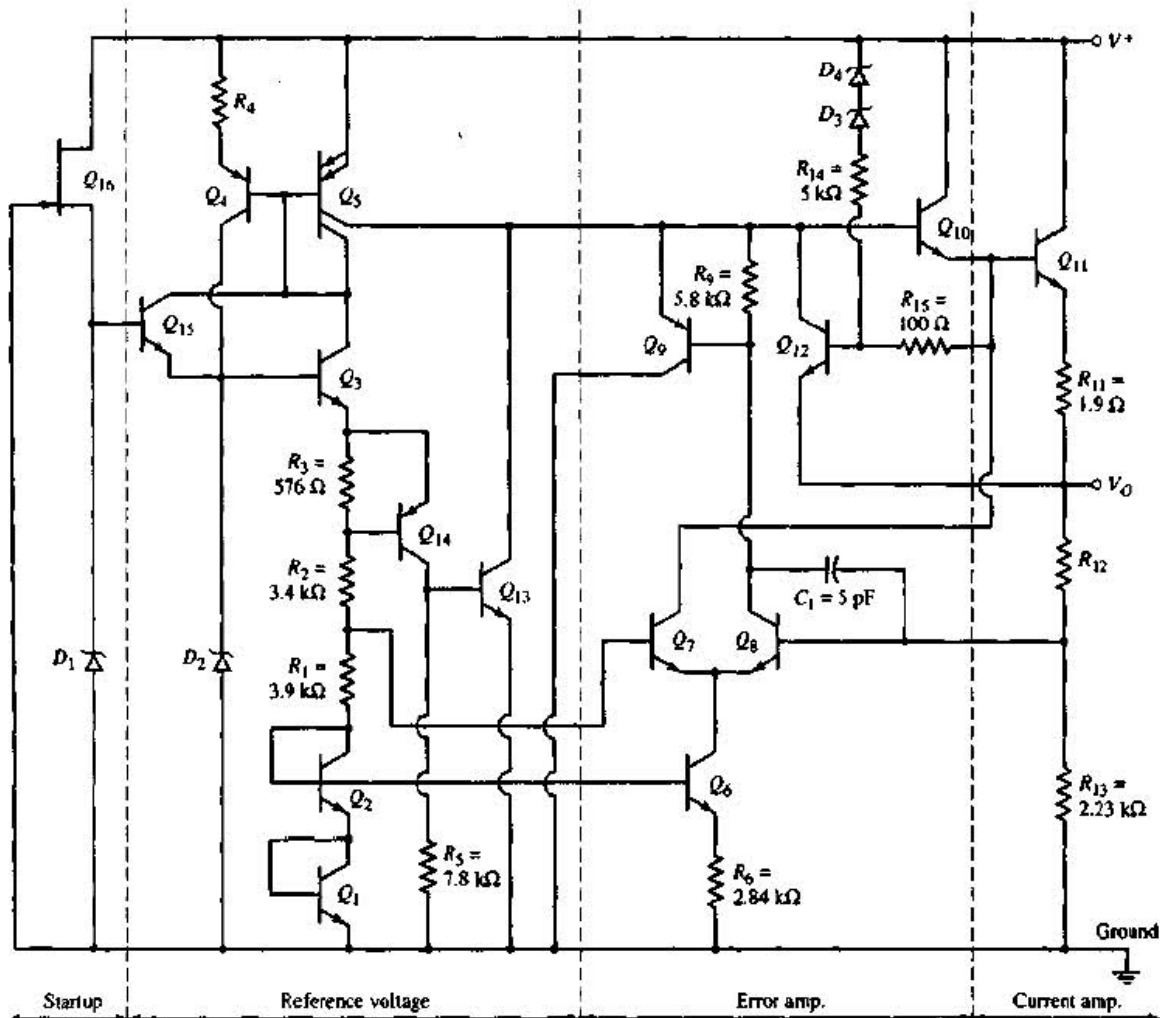 V+
R4
D4
D3
Q16
Q4
Q5
R14 =
5 kΩ
Q10
Q11
R9 =
5.8 kΩ
R15 =
100 Ω
Q15
Q9
Q12
Q3
R11 =
1.9 Ω
R3 =
576 Ω
VO
Q14
R2 =
3.4 kΩ
Q13
C1 = 5 pF
R12
D1
D2
R1 =
3.9 kΩ
Q7
Q8
Q2
Q6
R13 =
2.23 kΩ
Q1
R5 =
7.8 kΩ
R6 =
2.84 kΩ
Ground
Startup
Reference voltage
Error amp.
Current amp.